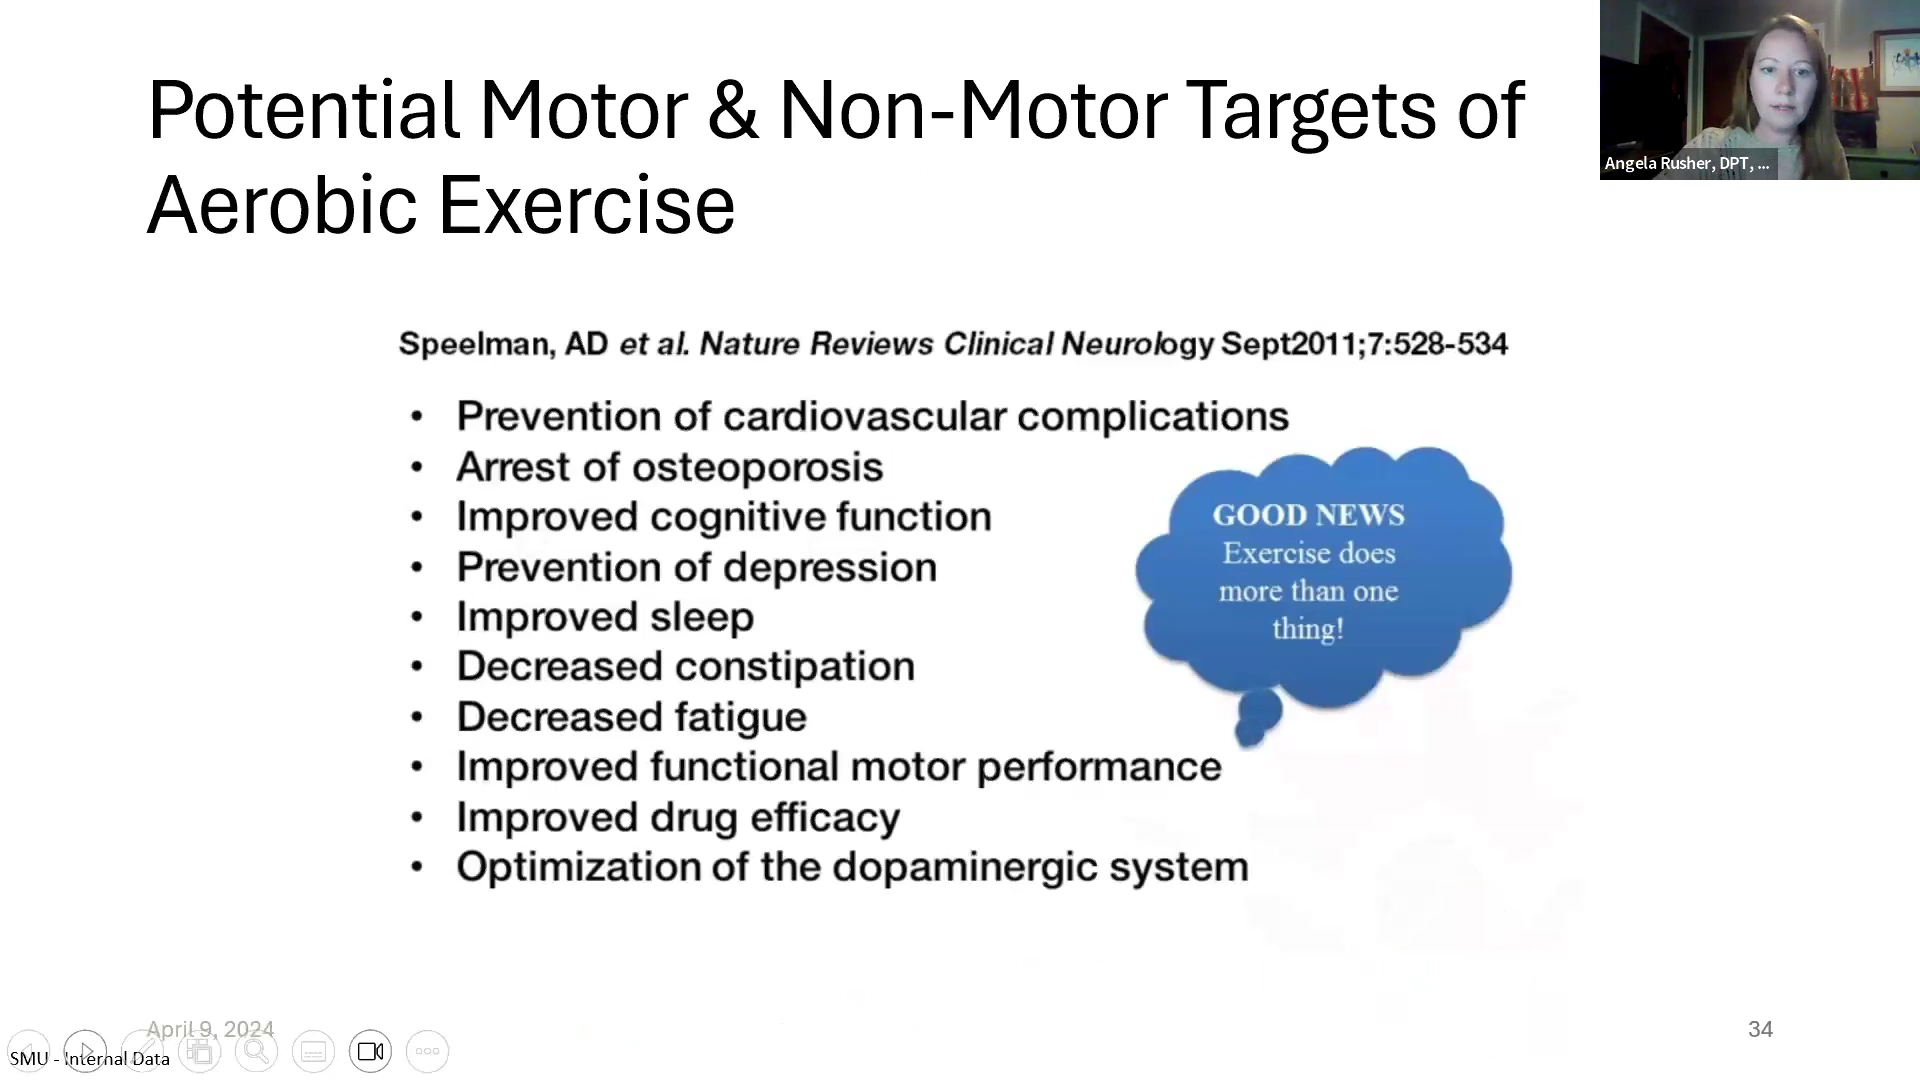 Potential Motor & Non-Motor Targets of
Aerobic Exercise
Angela Rusher, DPT, ...
Speelman, AD et al. Nature Reviews Clinical Neurology Sept2011;7:528-534
• Prevention of cardiovascular complications
• Arrest of osteoporosis
• Improved cognitive function
• Prevention of depression
• Improved sleep
• Decreased constipation
• Decreased fatigue
• Improved functional motor performance
• Improved drug efficacy
• Optimization of the dopaminergic system
GOOD NEWS
Exercise does
more than one
thing!
April 9, 2024
34
SMU - Internal Data